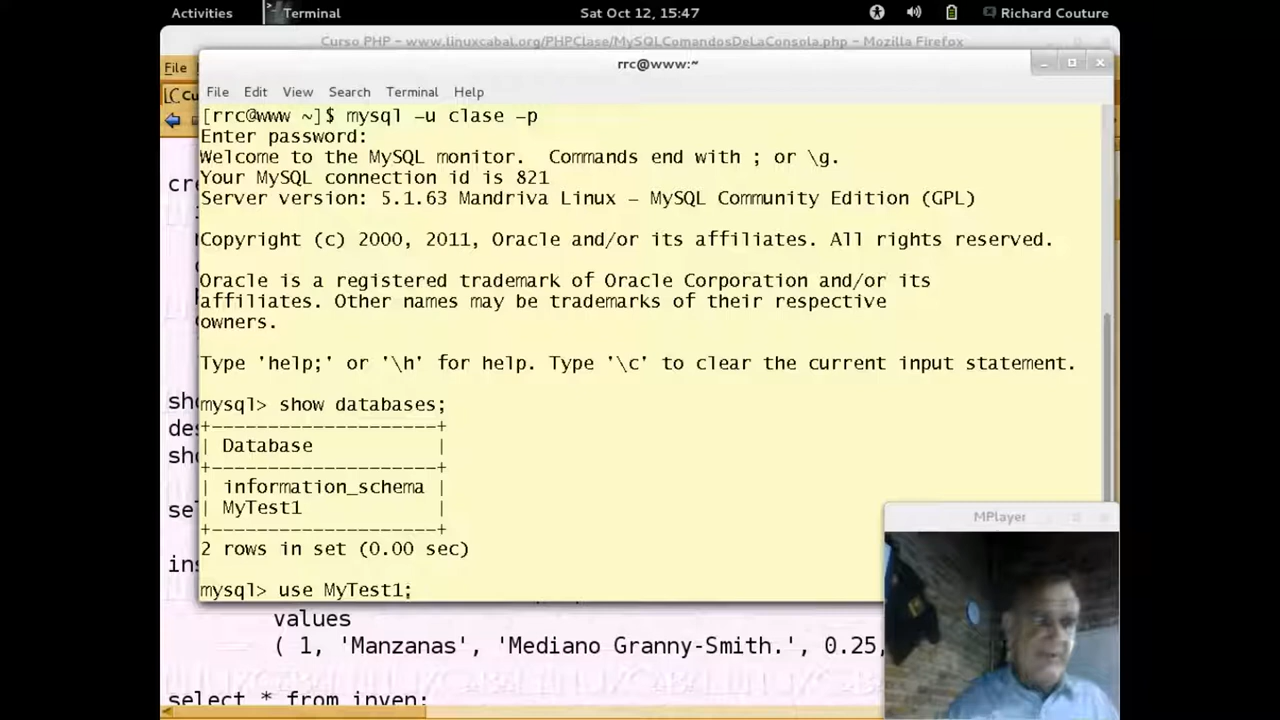 Activities Terminal Sat Oct 12, 15:47 Richard Couture
Curso PHP - www.linuxcabal.org/PHPClase/MySQLComandosDeLaConsola.php - Mozilla Firefox
rrc@www:~
File
File Edit View Search Terminal Help
[rrc@www ~]$ mysql -u clase -p
Enter password:
Welcome to the MySQL monitor.  Commands end with ; or \g.
Your MySQL connection id is 821
Server version: 5.1.63 Mandriva Linux - MySQL Community Edition (GPL)
Copyright (c) 2000, 2011, Oracle and/or its affiliates. All rights reserved.
Oracle is a registered trademark of Oracle Corporation and/or its
affiliates. Other names may be trademarks of their respective
owners.
Type 'help;' or '\h' for help. Type '\c' to clear the current input statement.
mysql> show databases;
+--------------------+
| Database           |
+--------------------+
| information_schema |
| MyTest1            |
+--------------------+
2 rows in set (0.00 sec)
mysql> use MyTest1;
MPlayer
values
( 1, 'Manzanas', 'Mediano Granny-Smith.', 0.25,
select * from inven;